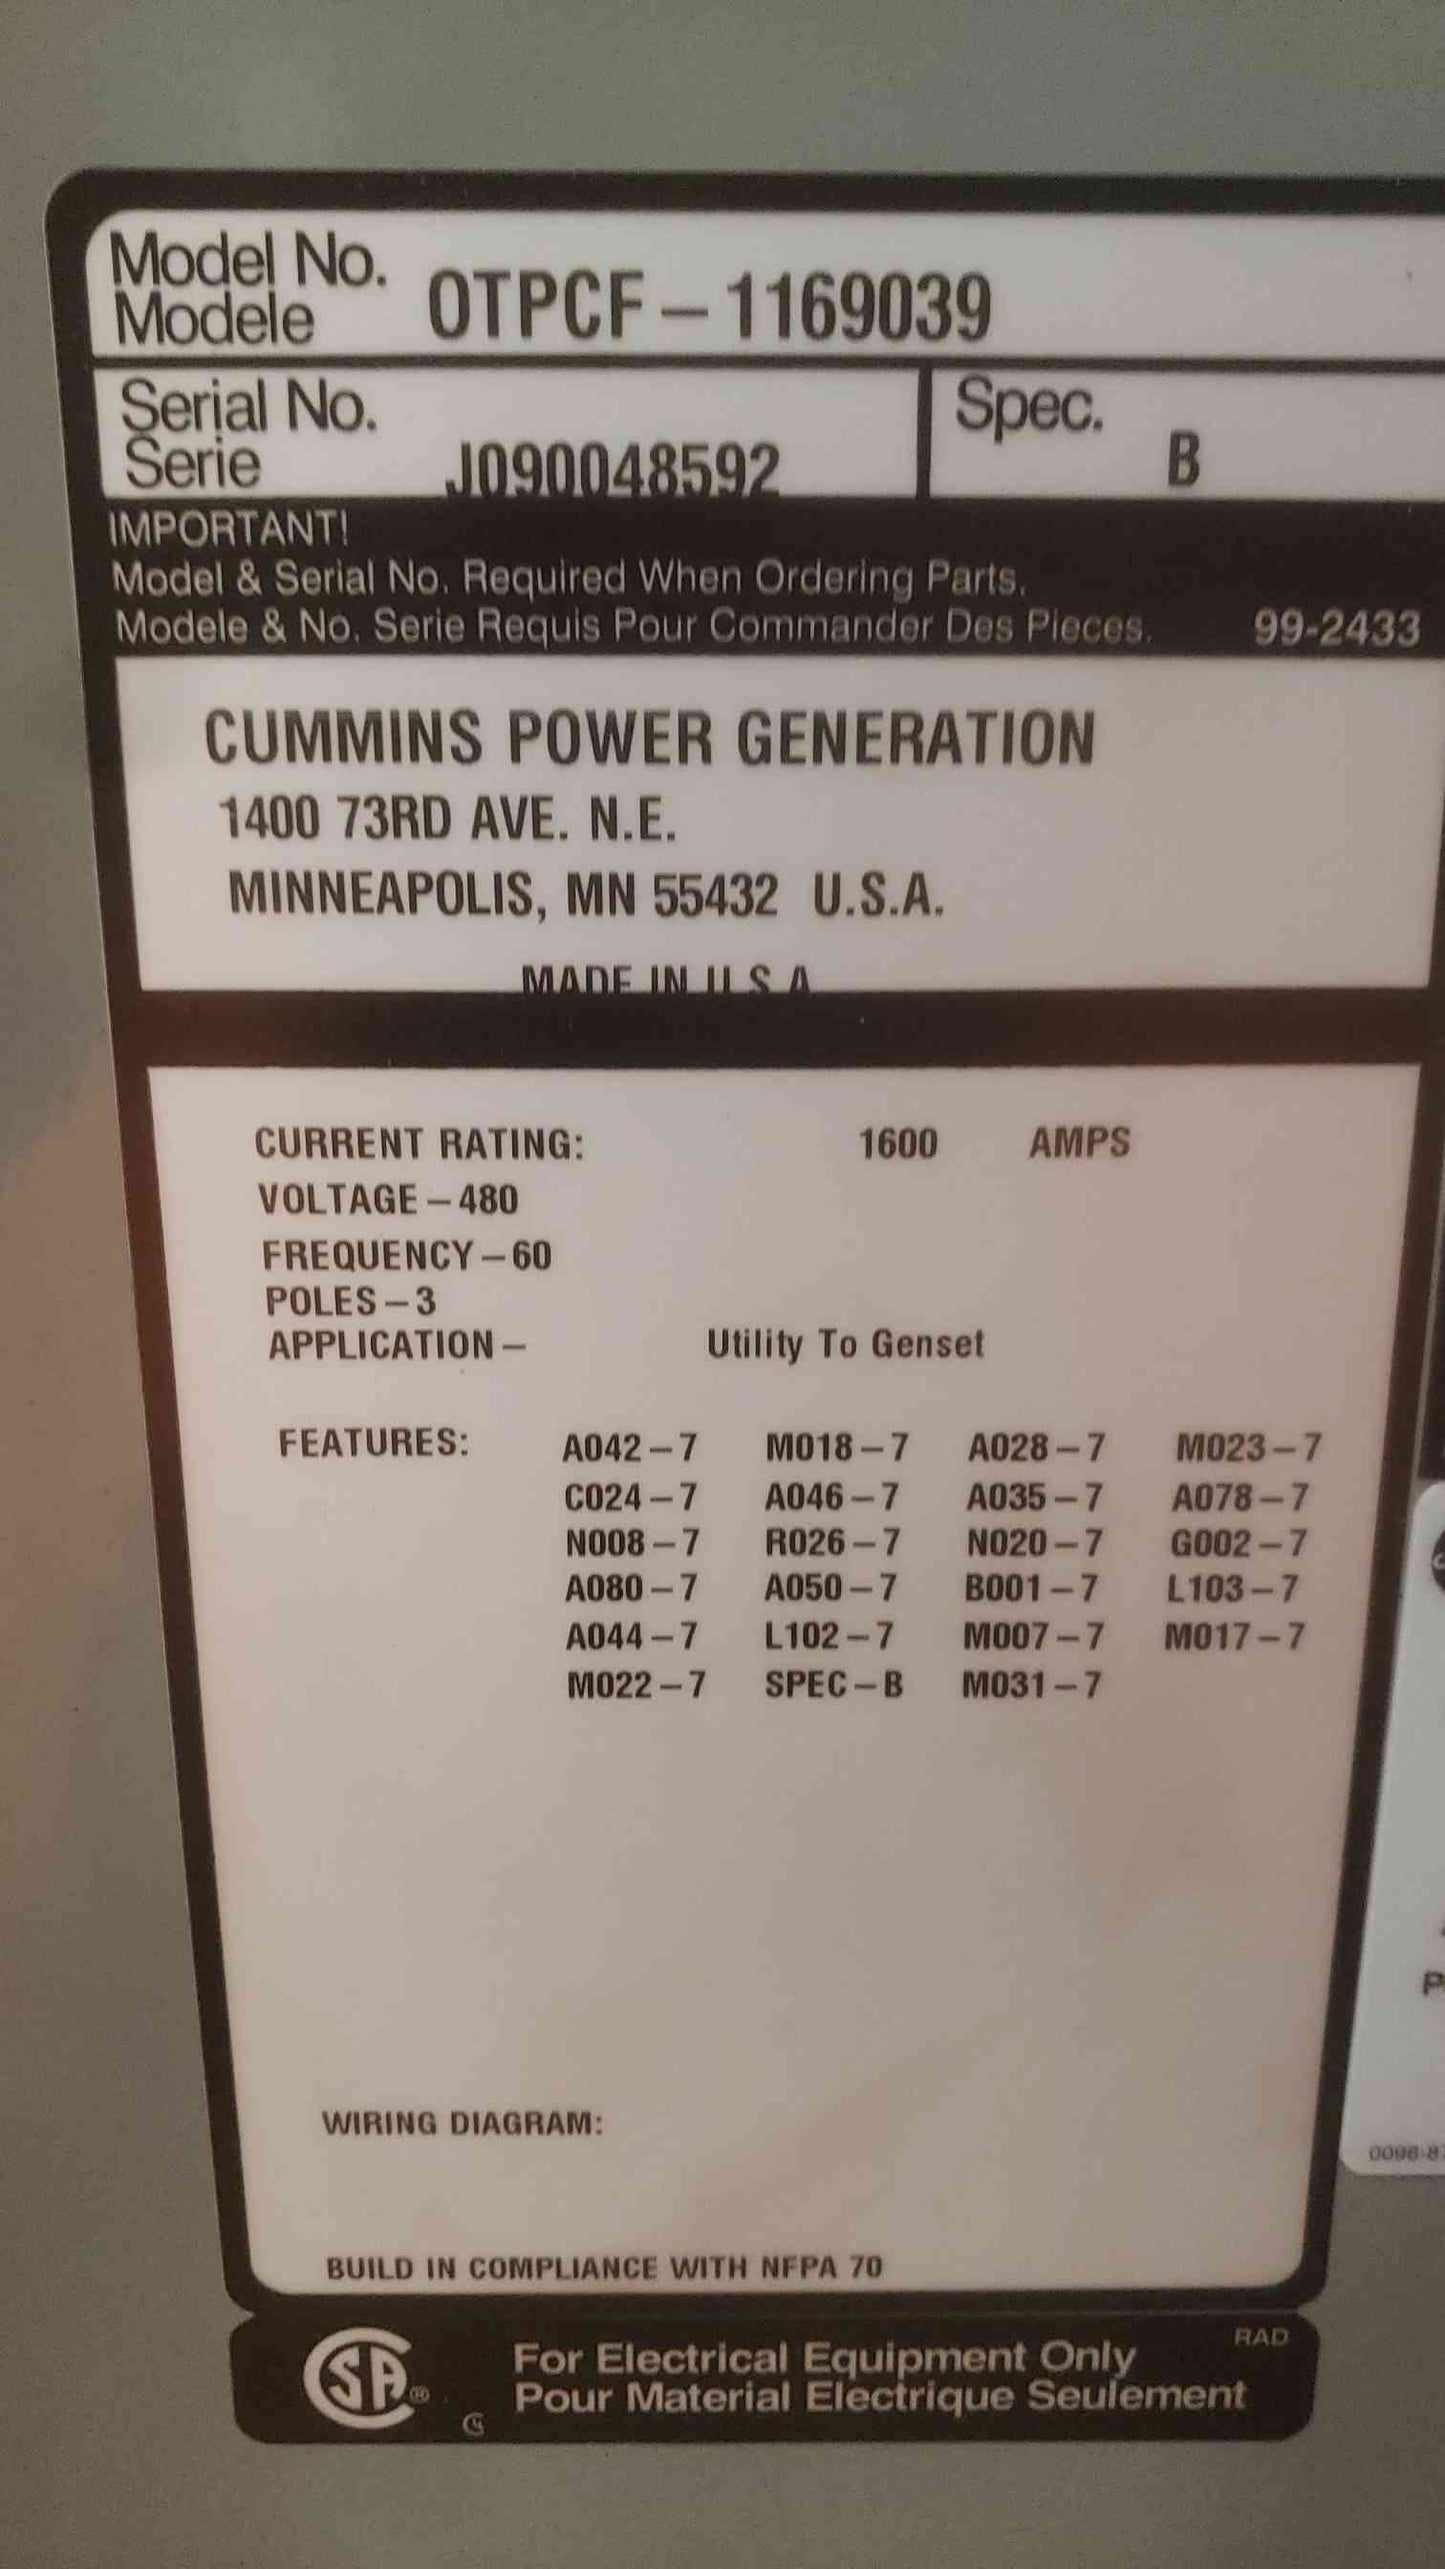 Model No.
Modele
OTPCF-1169039
Serial No.
Serie
J090048592
Spec.
B
IMPORTANT!
Model & Serial No. Required When Ordering Parts.
Modele & No. Serie Requis Pour Commander Des Pieces. 99-2433
CUMMINS POWER GENERATION
1400 73RD AVE. N.E.
MINNEAPOLIS, MN 55432 U.S.A.
MADE IN U S A
CURRENT RATING: 1600 AMPS
VOLTAGE-480
FREQUENCY-60
POLES-3
APPLICATION- Utility To Genset
FEATURES: A042-7 M018-7 A028-7 M023-7
C024-7 A046-7 A035-7 A078-7
N008-7 R026-7 N020-7 G002-7
A080-7 A050-7 B001-7 L103-7
A044-7 L102-7 M007-7 M017-7
M022-7 SPEC-B M031-7
WIRING DIAGRAM:
BUILD IN COMPLIANCE WITH NFPA 70
RAD
SA®
For Electrical Equipment Only
Pour Material Electrique Seulement